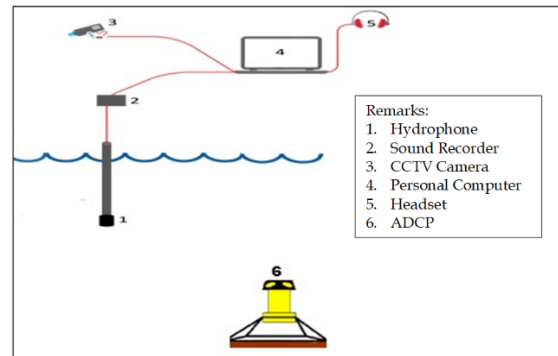 3
5
4
2
Remarks:
1. Hydrophone
2. Sound Recorder
3. CCTV Camera
4. Personal Computer
5. Headset
6. ADCP
1
6